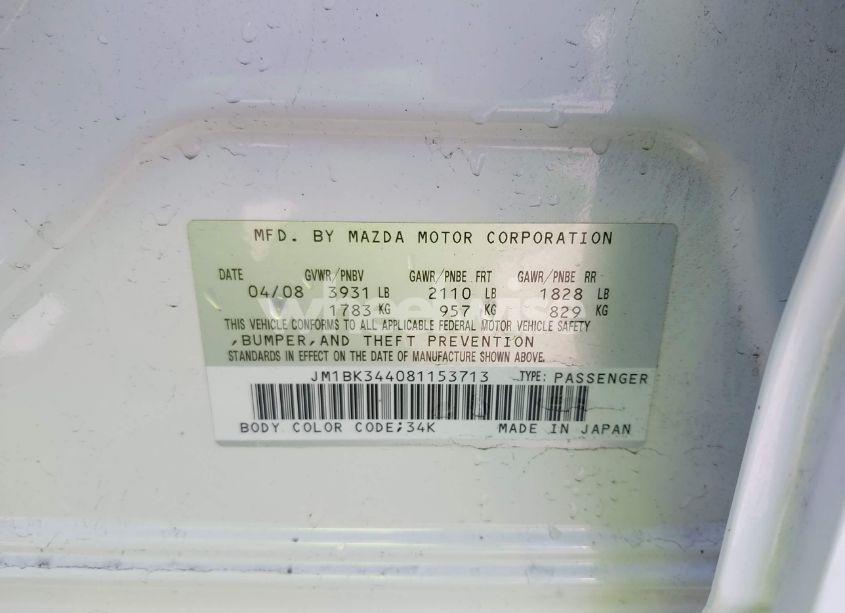 MFD. BY MAZDA MOTOR CORPORATION
DATE GVWR/PNBV GAWR/PNBE FRT GAWR/PNBE RR
04/08 3931 LB 2110 LB 1828 LB
1783 KG 957 KG 829 KG
THIS VEHICLE CONFORMS TO ALL APPLICABLE FEDERAL MOTOR VEHICLE SAFETY
,BUMPER,AND THEFT PREVENTION
STANDARDS IN EFFECT ON THE DATE OF MANUFACTURE SHOWN ABOVE.
JM1BK344081153713 TYPE: PASSENGER
BODY COLOR CODE;34K MADE IN JAPAN